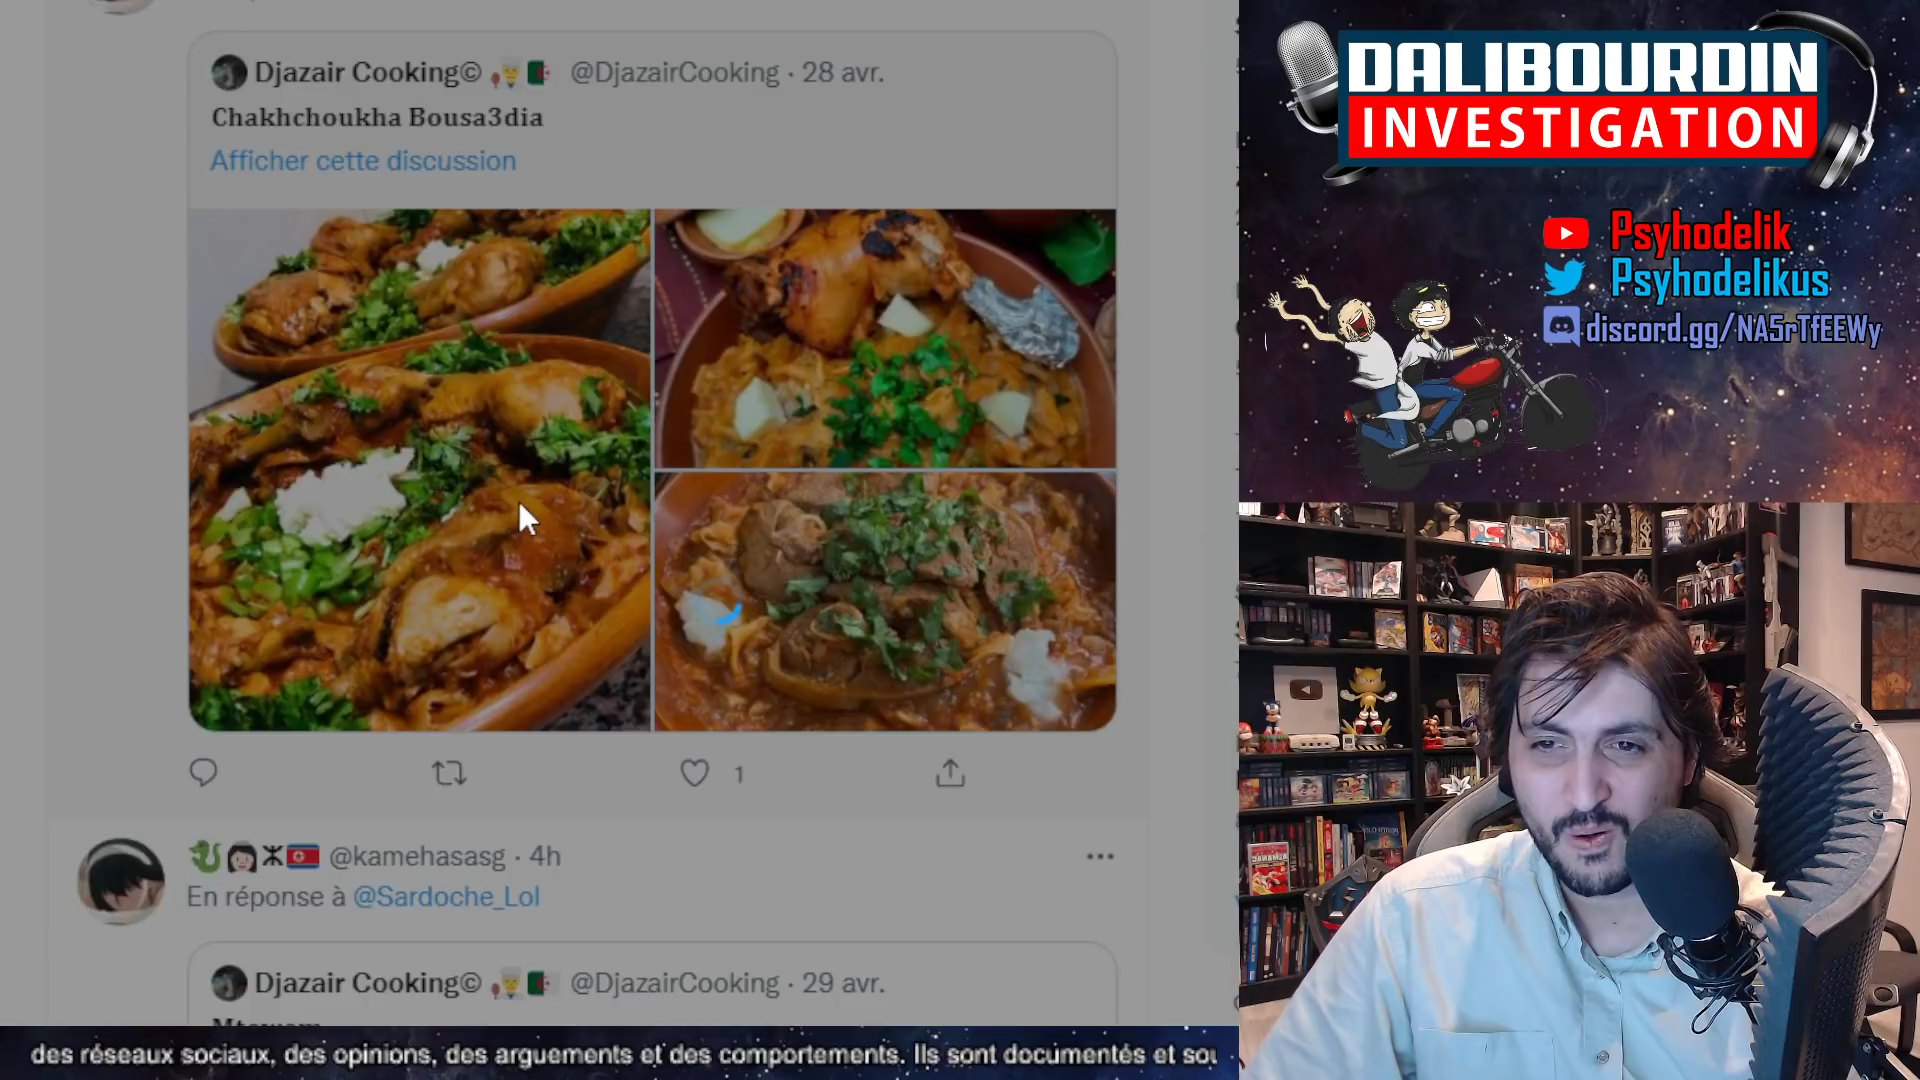 Djazair Cooking© @DjazairCooking · 28 avr.
Chakhchoukha Bousa3dia
Afficher cette discussion
1
@kamehasasg · 4h
En réponse à @Sardoche_Lol
Djazair Cooking© @DjazairCooking · 29 avr.
des réseaux sociaux, des opinions, des arguements et des comportements. Ils sont documentés et
DALIBOURDIN
INVESTIGATION
Psyhodelik
Psyhodelikus
discord.gg/NA5rTfEEWy